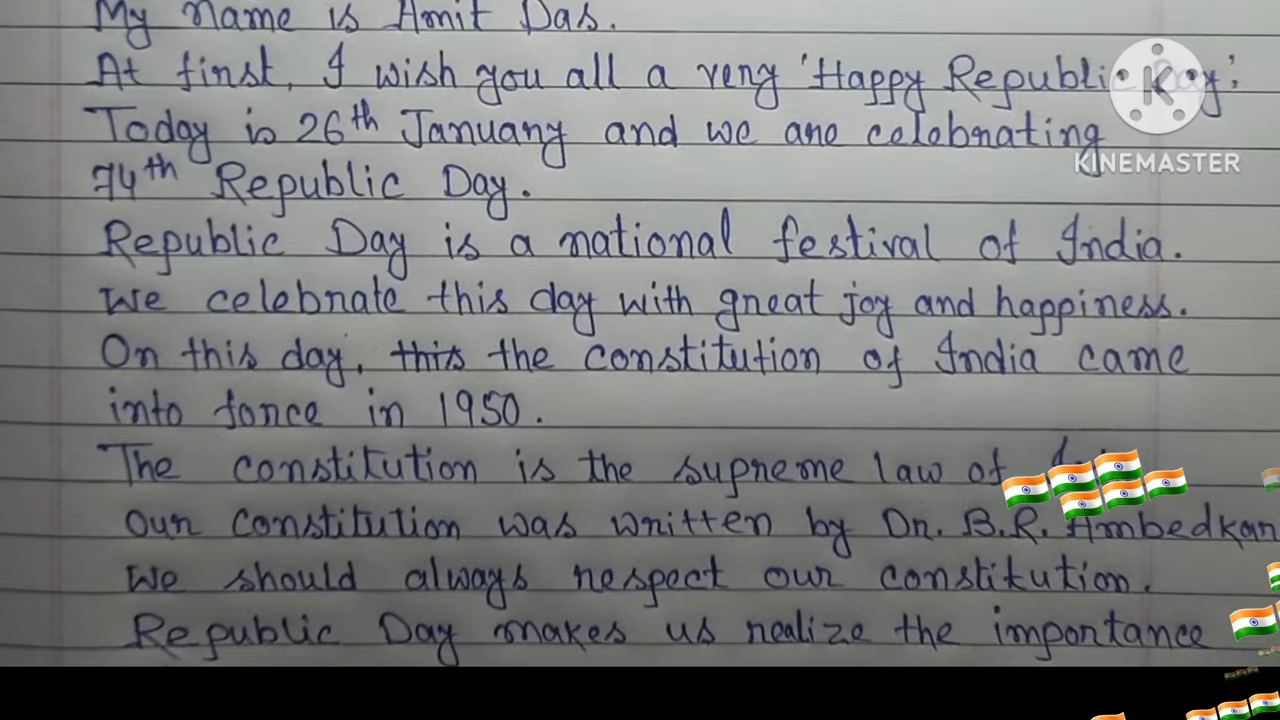 My name is Amit Das.
At first, I wish you all a very 'Happy Republic Day'.
Today is 26th January and we are celebrating
KINEMASTER
74th Republic Day.
Republic Day is a national festival of India.
We celebrate this day with great joy and happiness.
On this day, this the constitution of India came
into force in 1950.
The constitution is the supreme law of
Our constitution was written by Dr. B.R. Ambedkar
We should always respect our constitution.
Republic Day makes us realize the importance